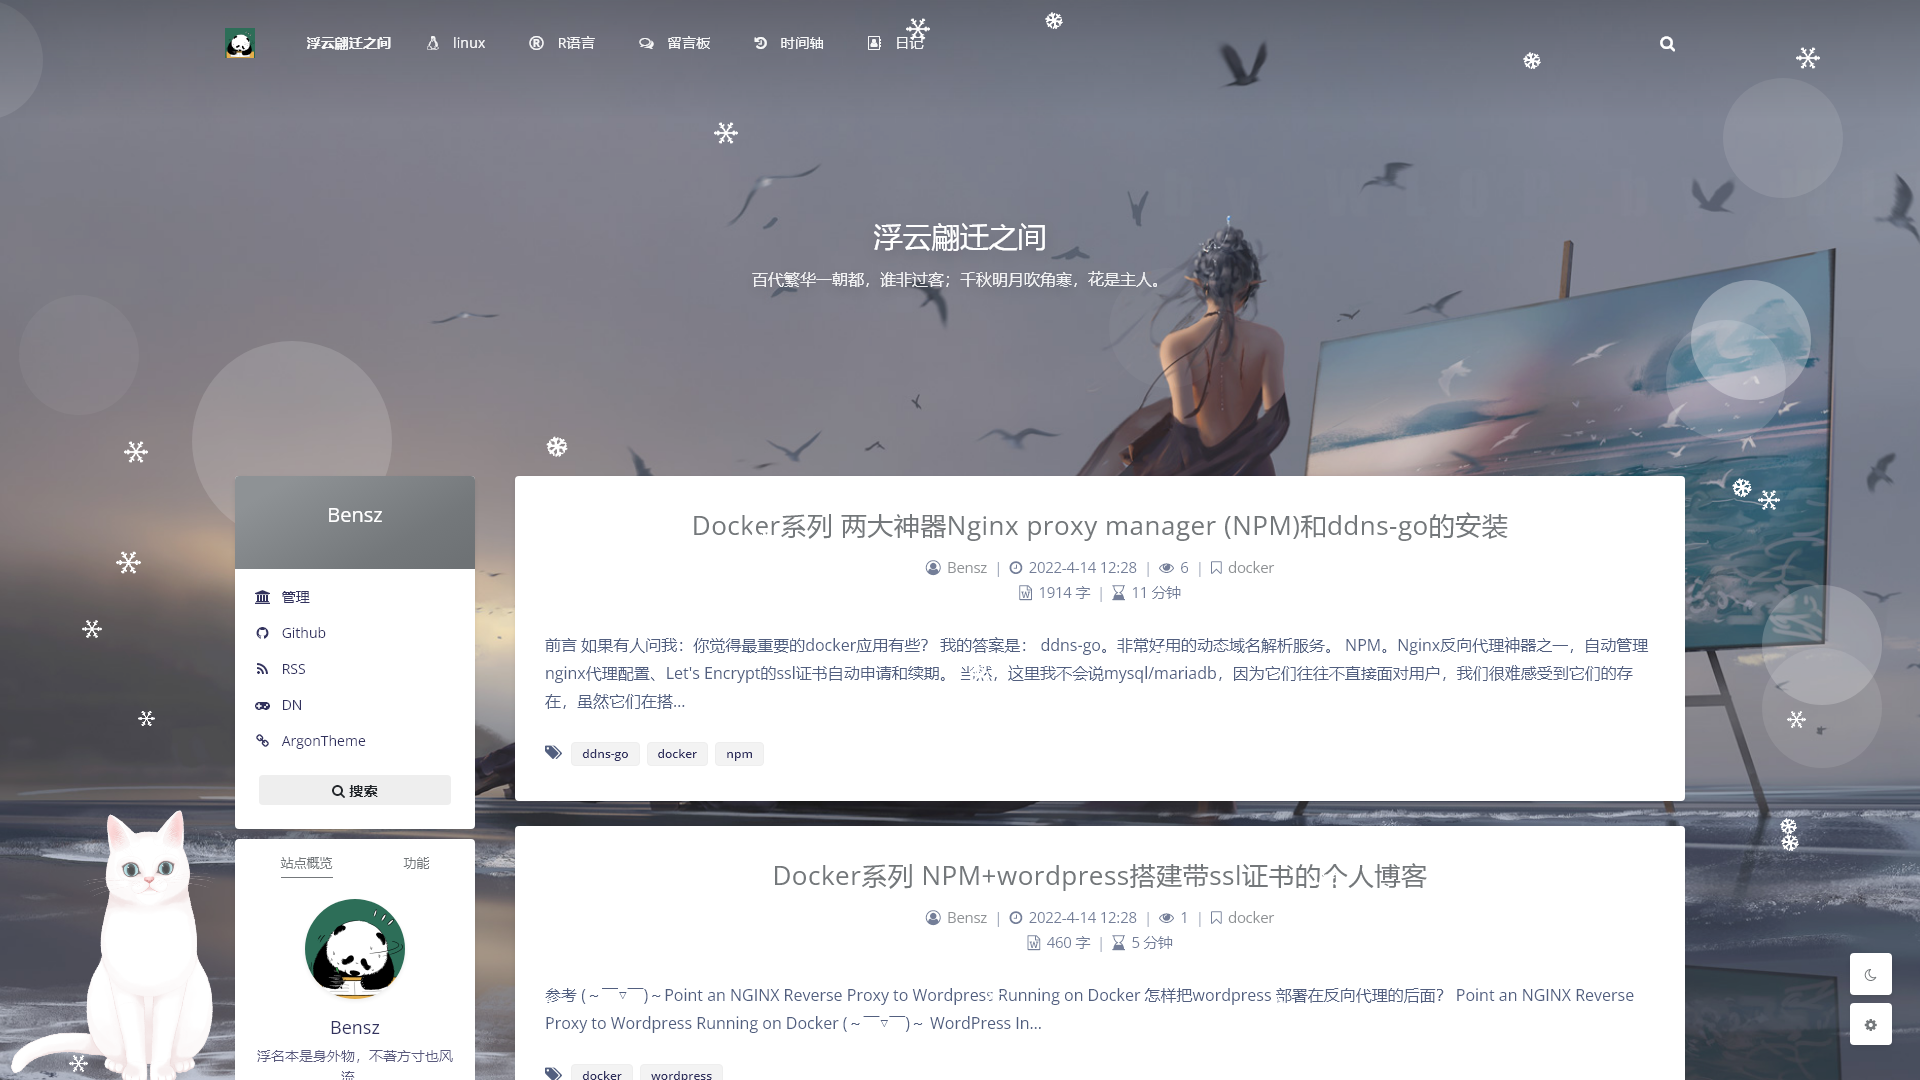 浮云翩迁之间
linux
R语言
留言板
时间轴
日记
浮云翩迁之间
百代繁华一朝都，谁非过客；千秋明月吹角寒，花是主人。
Bensz
管理
Github
RSS
DN
ArgonTheme
搜索
站点概览 功能
Bensz
浮名本是身外物，不著方寸也风
流
Docker系列 两大神器Nginx proxy manager (NPM)和ddns-go的安装
Bensz | 2022-4-14 12:28 | 6 | docker
1914 字 | 11 分钟
前言 如果有人问我：你觉得最重要的docker应用有些？ 我的答案是： ddns-go。非常好用的动态域名解析服务。 NPM。Nginx反向代理神器之一，自动管理
nginx代理配置、Let's Encrypt的ssl证书自动申请和续期。 当然，这里我不会说mysql/mariadb，因为它们往往不直接面对用户，我们很难感受到它们的存
在，虽然它们在搭...
ddns-go docker npm
Docker系列 NPM+wordpress搭建带ssl证书的个人博客
Bensz | 2022-4-14 12:28 | 1 | docker
460 字 | 5 分钟
参考 (～￣▽￣)～Point an NGINX Reverse Proxy to Wordpress Running on Docker 怎样把wordpress 部署在反向代理的后面？ Point an NGINX Reverse
Proxy to Wordpress Running on Docker (～￣▽￣)～ WordPress In...
docker wordpress